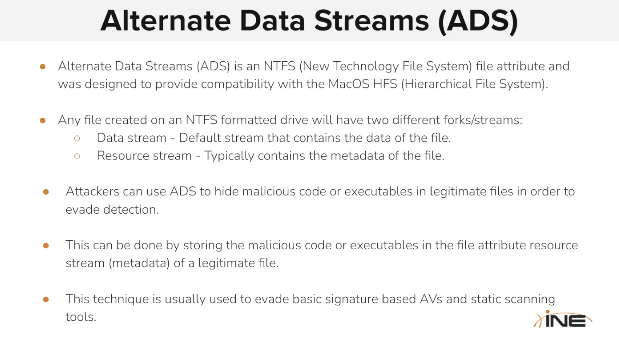 Alternate Data Streams (ADS)
● Alternate Data Streams (ADS) is an NTFS (New Technology File System) file attribute and
was designed to provide compatibility with the MacOS HFS (Hierarchical File System).
● Any file created on an NTFS formatted drive will have two different forks/streams:
○ Data stream - Default stream that contains the data of the file.
○ Resource stream - Typically contains the metadata of the file.
● Attackers can use ADS to hide malicious code or executables in legitimate files in order to
evade detection.
● This can be done by storing the malicious code or executables in the file attribute resource
stream (metadata) of a legitimate file.
● This technique is usually used to evade basic signature based AVs and static scanning
tools.
INE